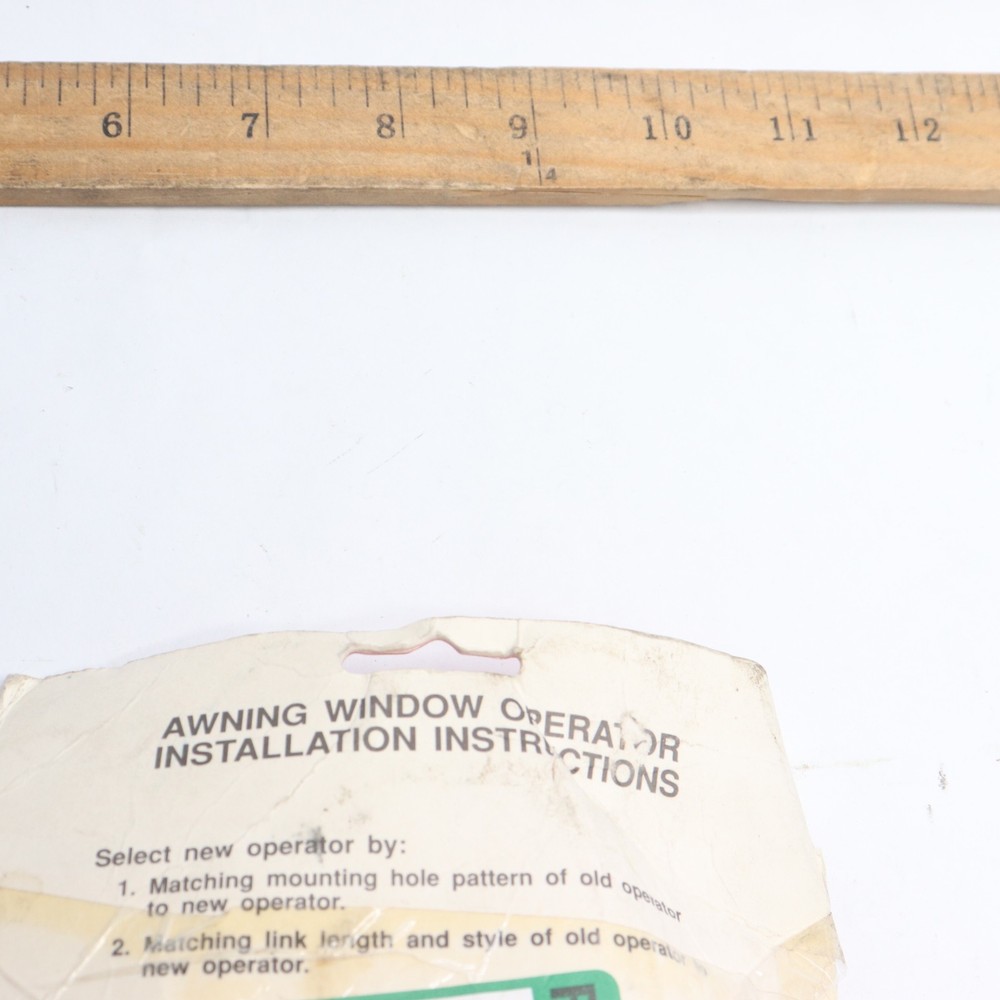 6 7 8 9 10 11 12
1/4
AWNING WINDOW OPERATOR
INSTALLATION INSTRUCTIONS
Select new operator by:
1. Matching mounting hole pattern of old operator
to new operator.
2. Matching link length and style of old operator
new operator.